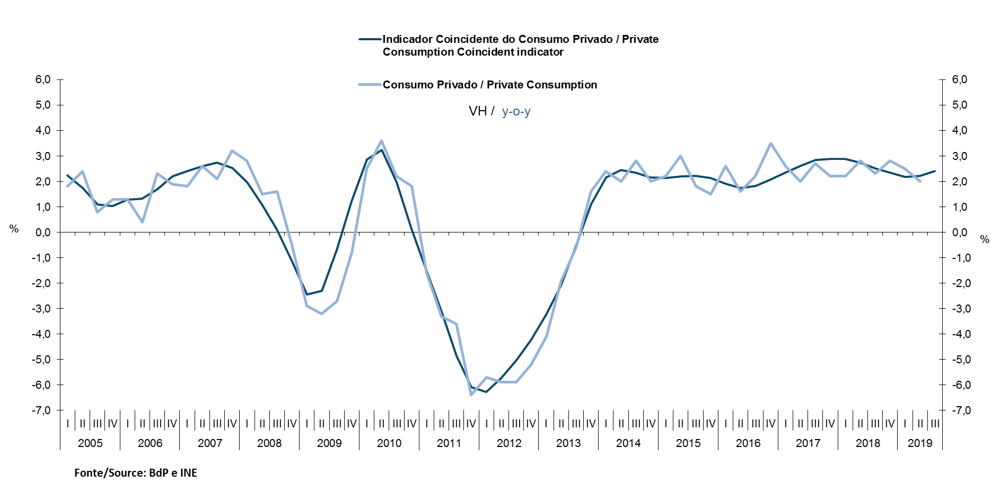 Indicador Coincidente do Consumo Privado / Private
Consumption Coincident indicator
Consumo Privado / Private Consumption
VH / y-o-y
6,0 6,0
5,0 5,0
4,0 4,0
3,0 3,0
2,0 2,0
1,0 1,0
% 0,0 0,0 %
-1,0 -1,0
-2,0 -2,0
-3,0 -3,0
-4,0 -4,0
-5,0 -5,0
-6,0 -6,0
-7,0 -7,0
I II III IV I II III IV I II III IV I II III IV I II III IV I II III IV I II III IV I II III IV I II III IV I II III IV I II III IV I II III IV I II III IV I II III IV I II III
2005 2006 2007 2008 2009 2010 2011 2012 2013 2014 2015 2016 2017 2018 2019
Fonte/Source: BdP e INE